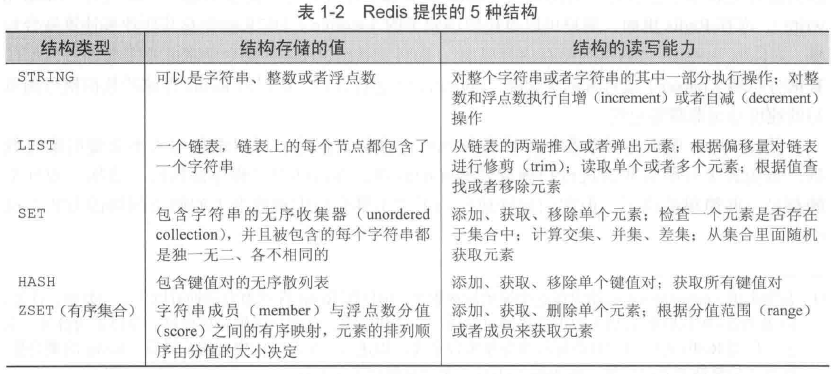 表 1-2 Redis 提供的 5 种结构
结构类型 结构存储的值 结构的读写能力
STRING 可以是字符串、整数或者浮点数 对整个字符串或者字符串的其中一部分执行操作；对整
数和浮点数执行自增（increment）或者自减（decrement）
操作
LIST 一个链表，链表上的每个节点都包含了 从链表的两端推入或者弹出元素；根据偏移量对链表
一个字符串 进行修剪（trim）；读取单个或者多个元素；根据值查
找或者移除元素
SET 包含字符串的无序收集器（unordered 添加、获取、移除单个元素；检查一个元素是否存在
collection），并且被包含的每个字符串都 于集合中；计算交集、并集、差集；从集合里面随机
是独一无二、各不相同的 获取元素
HASH 包含键值对的无序散列表 添加、获取、移除单个键值对；获取所有键值对
ZSET（有序集合） 字符串成员（member）与浮点数分值 添加、获取、删除单个元素；根据分值范围（range）
（score）之间的有序映射，元素的排列顺 或者成员来获取元素
序由分值的大小决定